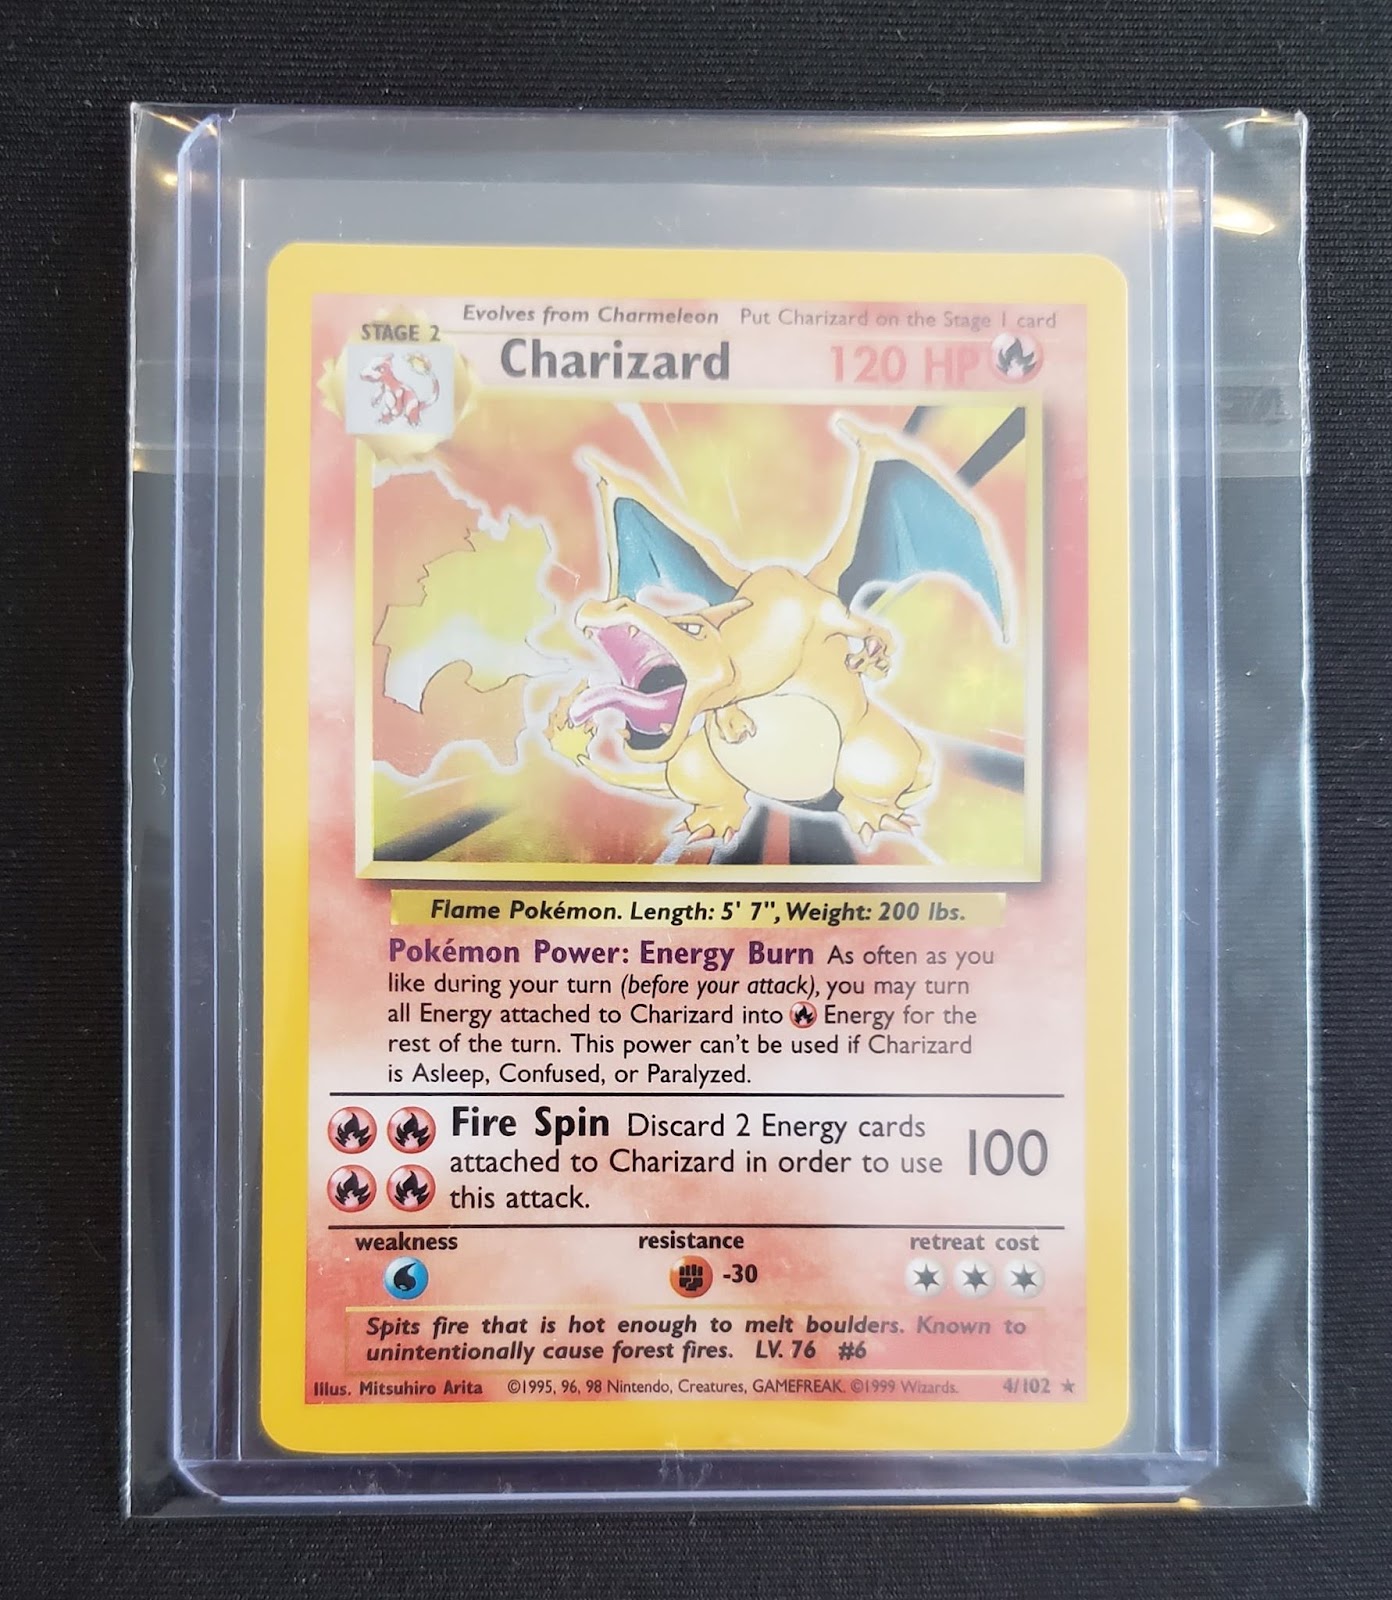 Evolves from Charmeleon Put Charizard on the Stage 1 card
STAGE 2
Charizard 120 HP
Flame Pokémon. Length: 5' 7", Weight: 200 lbs.
Pokémon Power: Energy Burn As often as you
like during your turn (before your attack), you may turn
all Energy attached to Charizard into Energy for the
rest of the turn. This power can't be used if Charizard
is Asleep, Confused, or Paralyzed.
Fire Spin Discard 2 Energy cards
attached to Charizard in order to use 100
this attack.
weakness resistance retreat cost
-30
Spits fire that is hot enough to melt boulders. Known to
unintentionally cause forest fires. LV. 76 #6
Illus. Mitsuhiro Arita ©1995, 96, 98 Nintendo, Creatures, GAMEFREAK. ©1999 Wizards. 4/102 ★